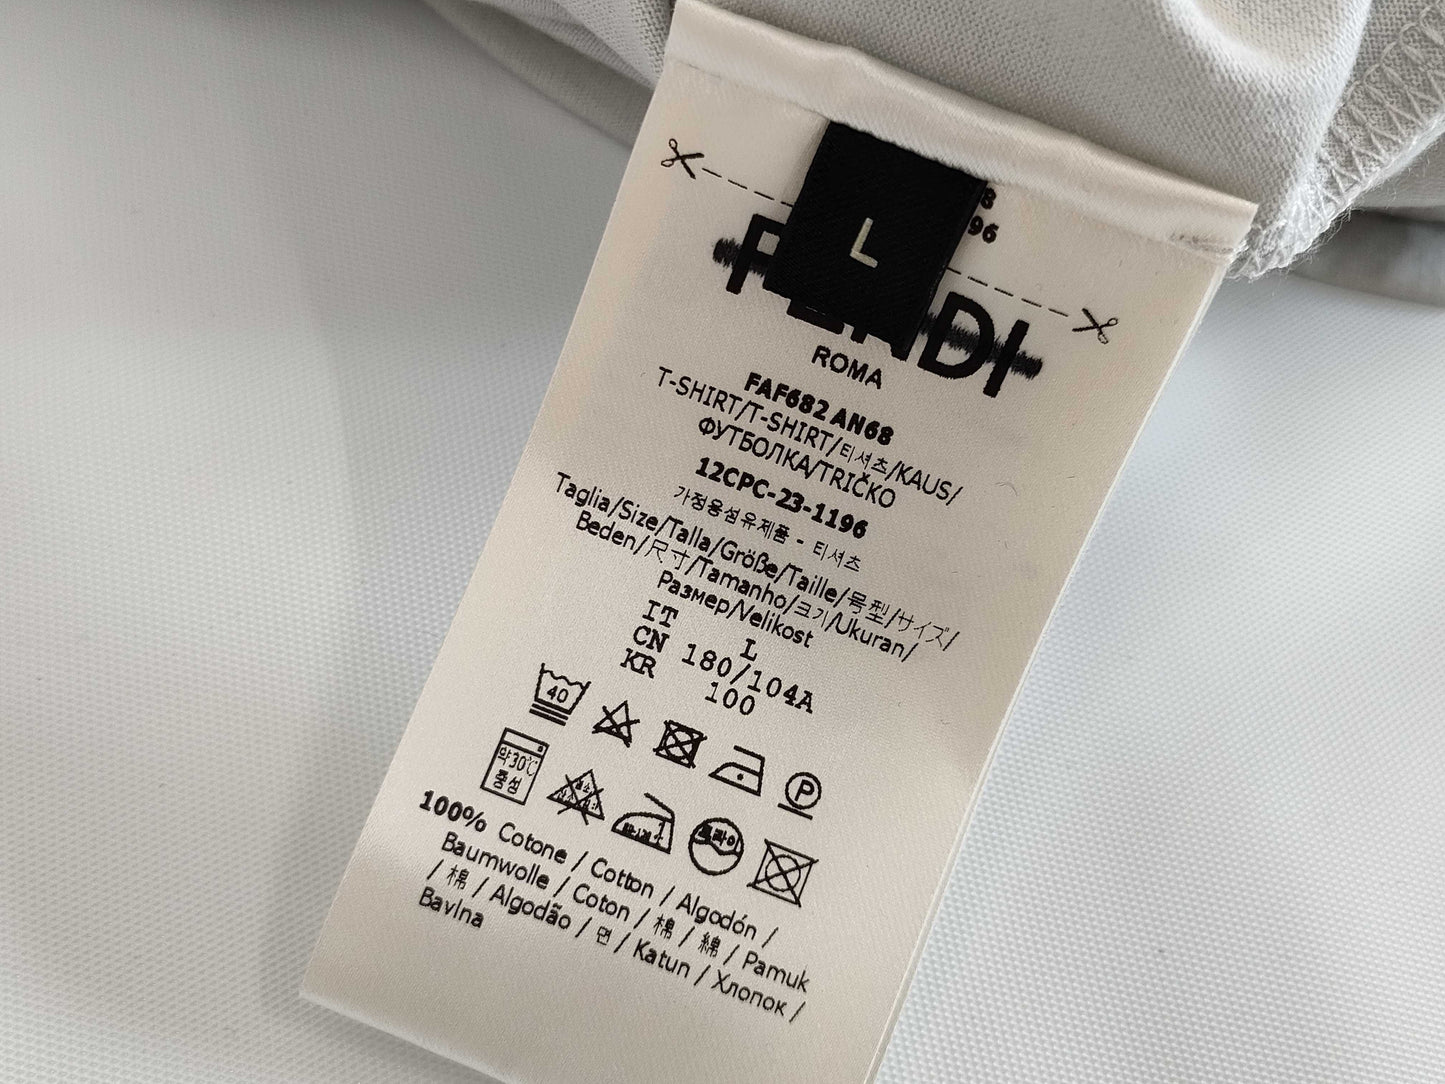 8
96
L
FENDI
ROMA
FAF682 AN68
T-SHIRT/T-SHIRT/티셔츠/KAUS/
ФУТБОЛКА/TRIČKO
12CPC-23-1196
가정용섬유제품 - 티셔츠
Taglia/Size/Talla/Größe/Taille/号型/サイズ/
Beden/尺寸/Tamanho/크기/Ukuran/
Размер/Velikost
IT L
CN 180/104A
KR 100
40
P
약30℃
중성
드라이
100% Cotone / Cotton / Algodón /
Baumwolle / Coton / 棉 / 綿 / Pamuk
/ 棉 / Algodão / 면 / Katun / Хлопок /
Bavlna